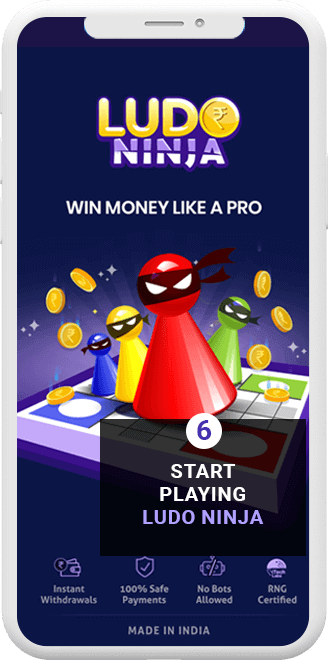 LUDO
NINJA
WIN MONEY LIKE A PRO
6
START
PLAYING
LUDO NINJA
Instant
Withdrawals
100% Safe
Payments
No Bots
Allowed
RNG
Certified
MADE IN INDIA